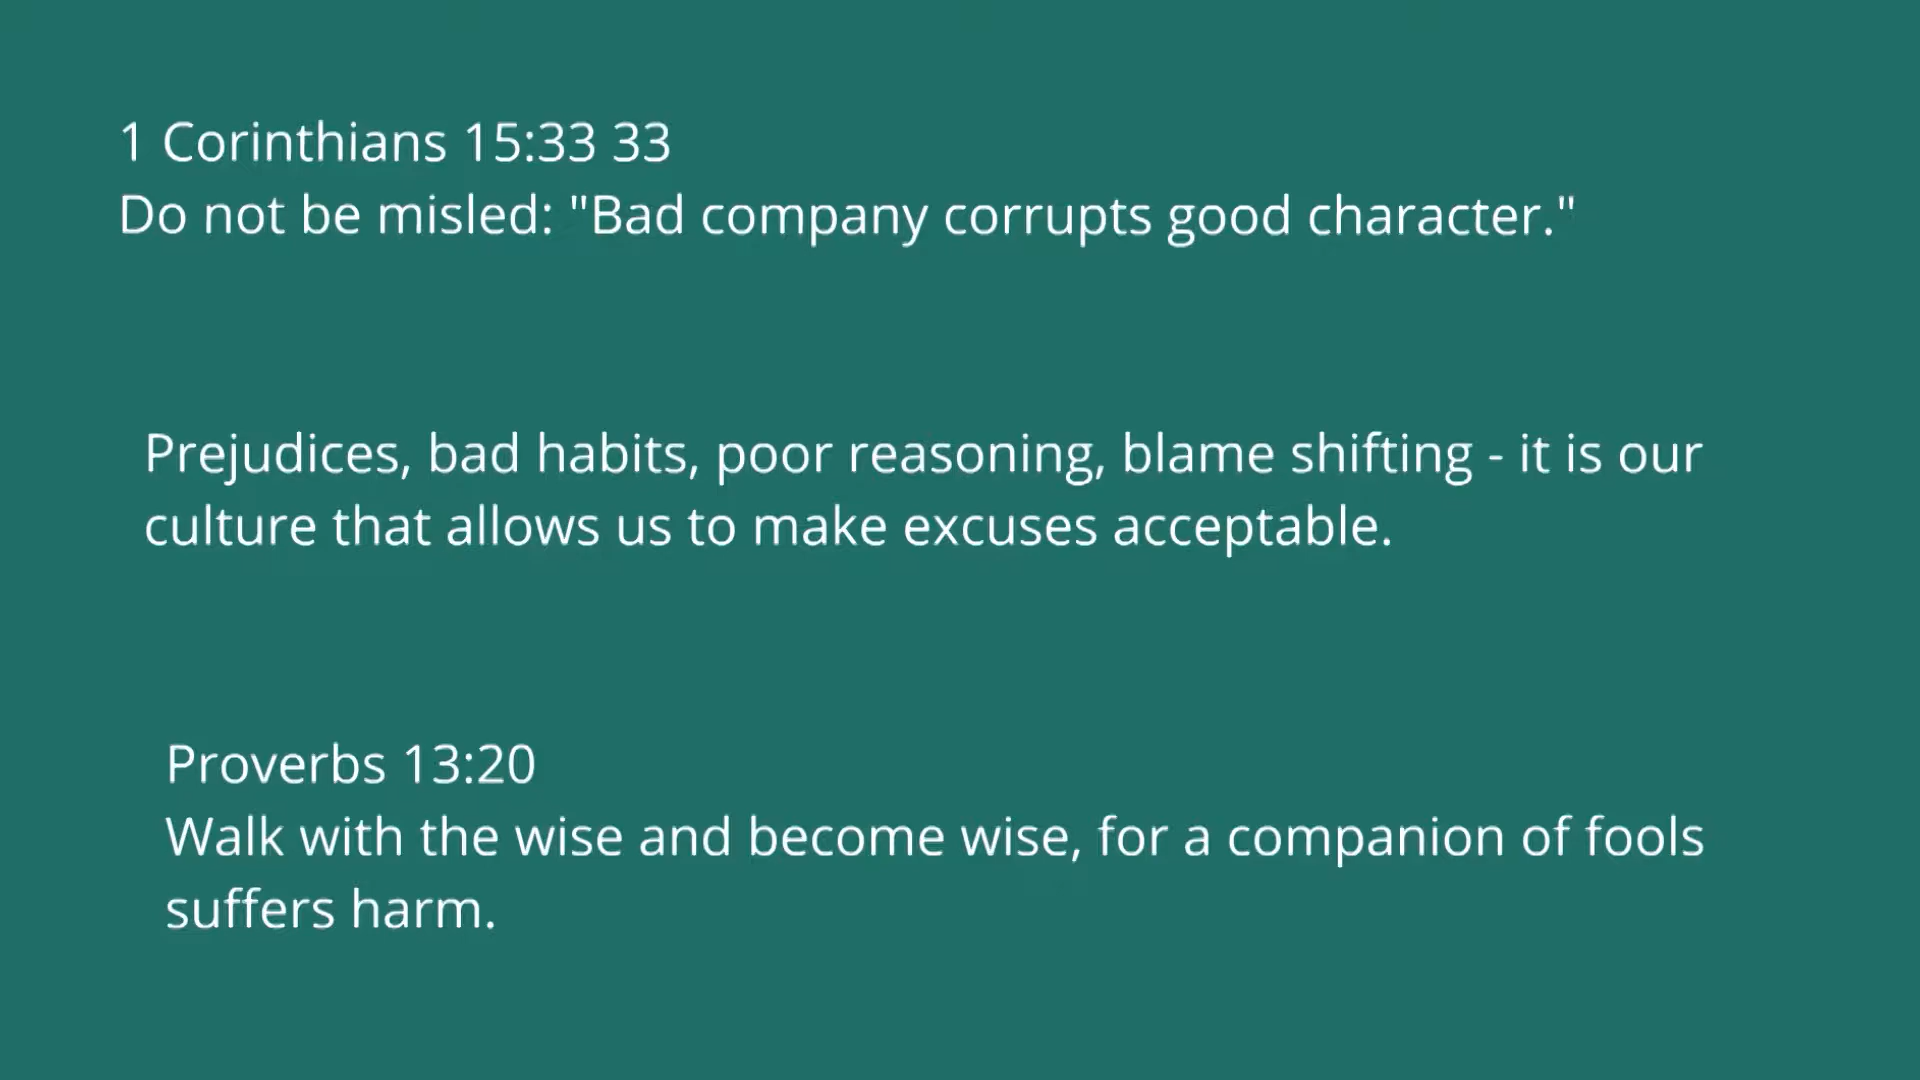 1 Corinthians 15:33 33
Do not be misled: "Bad company corrupts good character."
Prejudices, bad habits, poor reasoning, blame shifting - it is our
culture that allows us to make excuses acceptable.
Proverbs 13:20
Walk with the wise and become wise, for a companion of fools
suffers harm.